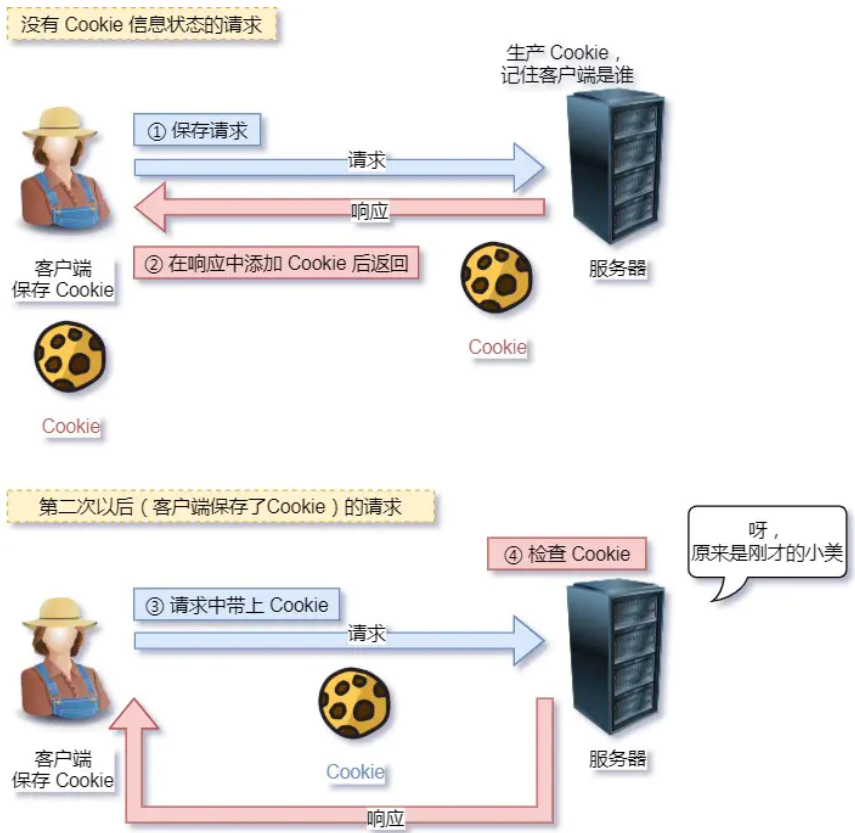 没有 Cookie 信息状态的请求
生产 Cookie，
记住客户端是谁
① 保存请求
请求
响应
② 在响应中添加 Cookie 后返回
客户端
保存 Cookie
服务器
Cookie
Cookie
第二次以后（客户端保存了Cookie）的请求
呀，
原来是刚才的小美
④ 检查 Cookie
③ 请求中带上 Cookie
请求
Cookie
客户端
保存 Cookie
服务器
响应